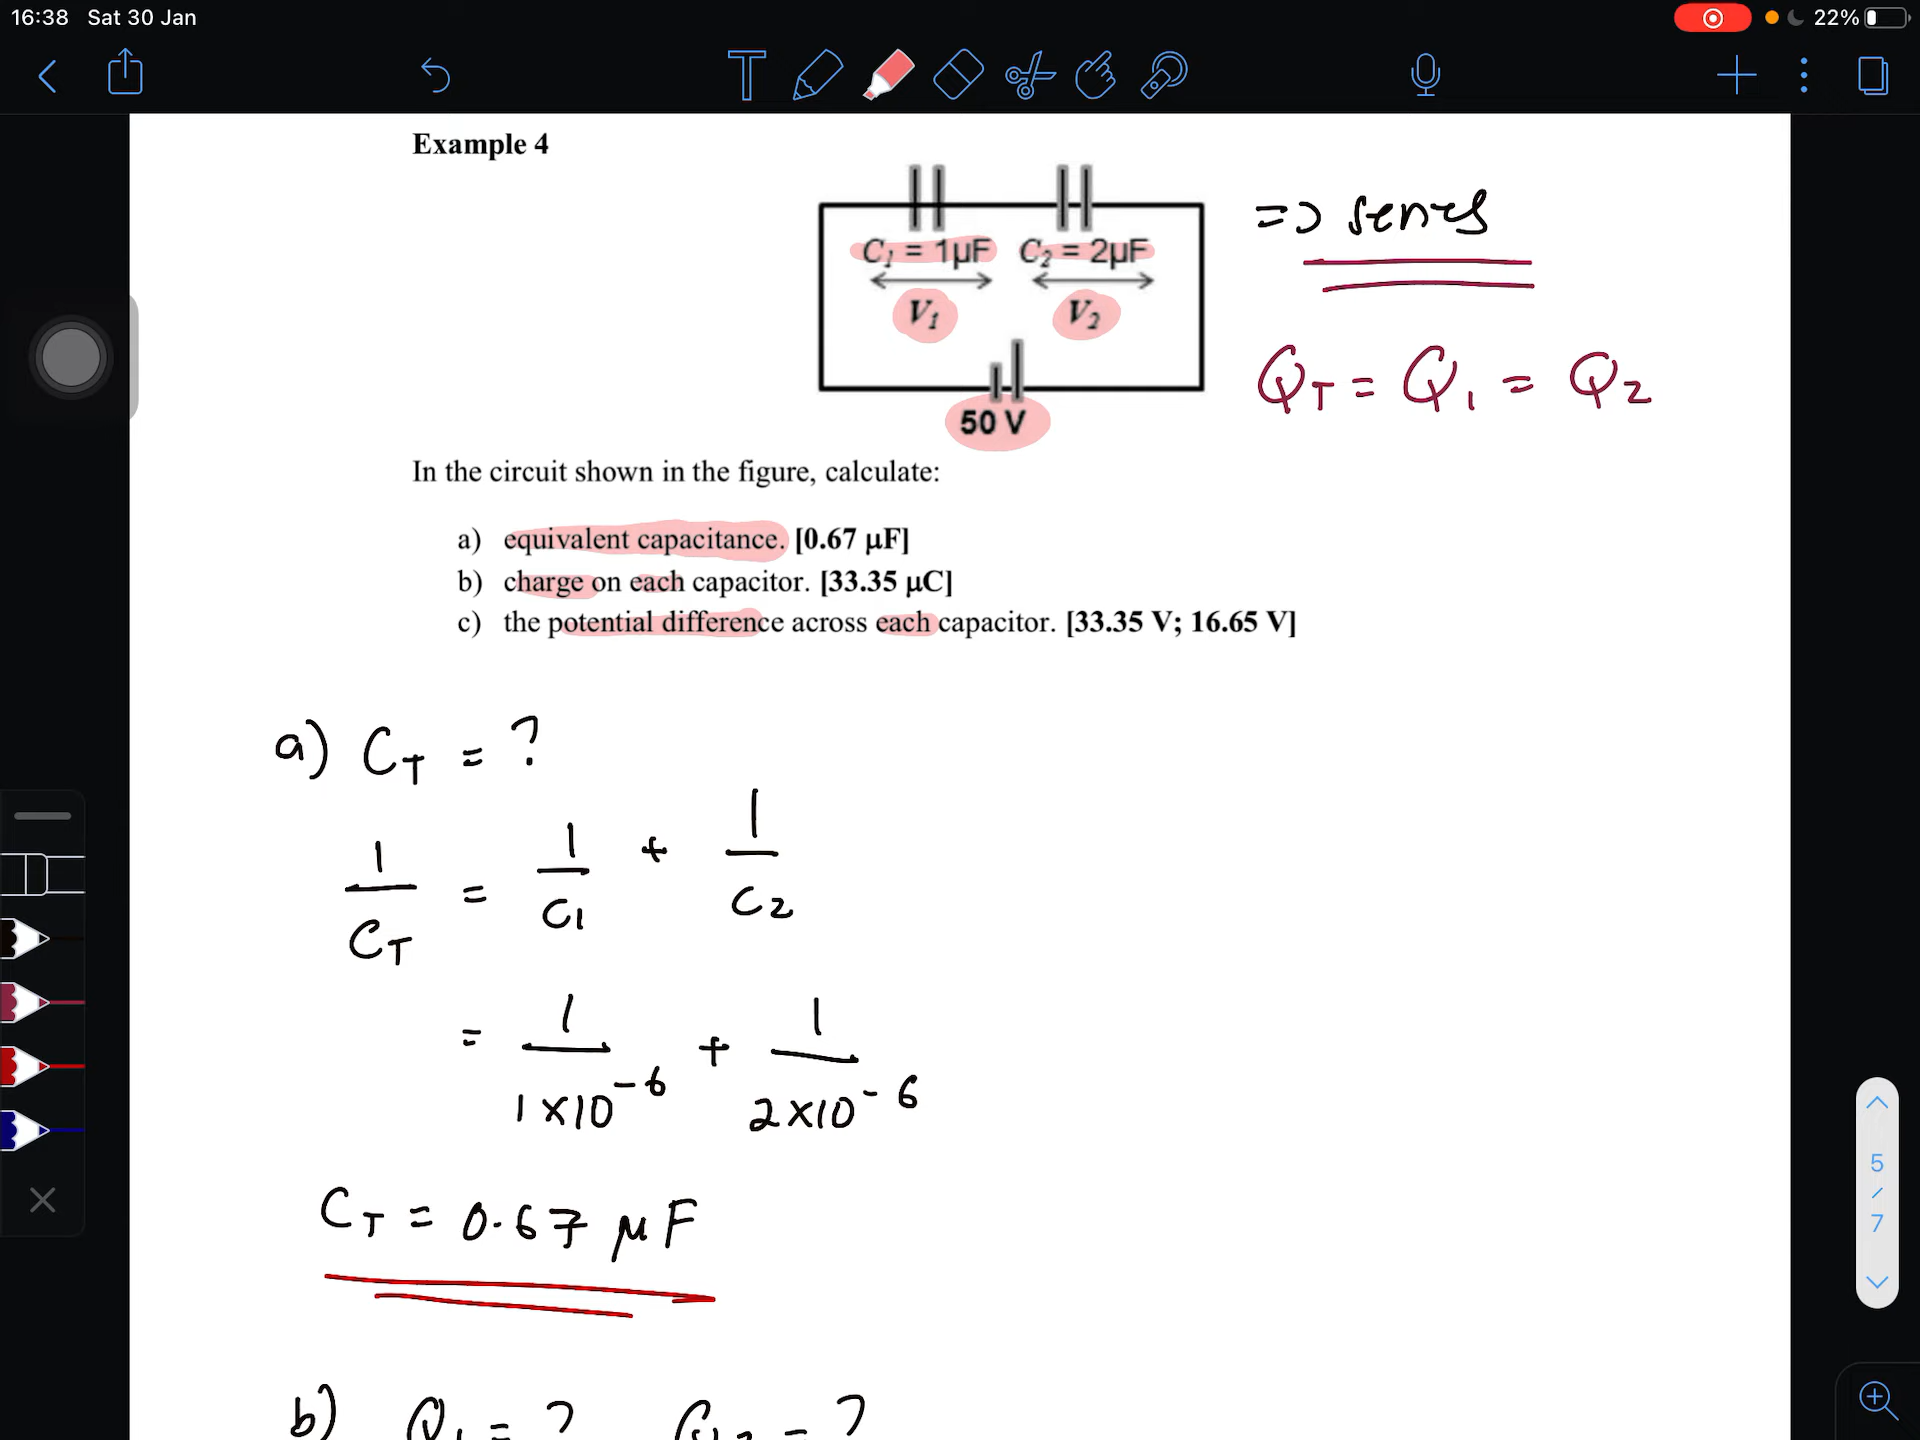 16:38 Sat 30 Jan
22%
Example 4
C₁ = 1µF C₂ = 2µF
V₁ V₂
50 V
=> series
QT = Q₁ = Q₂
In the circuit shown in the figure, calculate:
a) equivalent capacitance. [0.67 µF]
b) charge on each capacitor. [33.35 µC]
c) the potential difference across each capacitor. [33.35 V; 16.65 V]
a) CT = ?
1/CT = 1/C1 + 1/C2
= 1/1×10⁻⁶ + 1/2×10⁻⁶
CT = 0.67 µF
b) Q₁ = ? Q₂ = ?
5 / 7